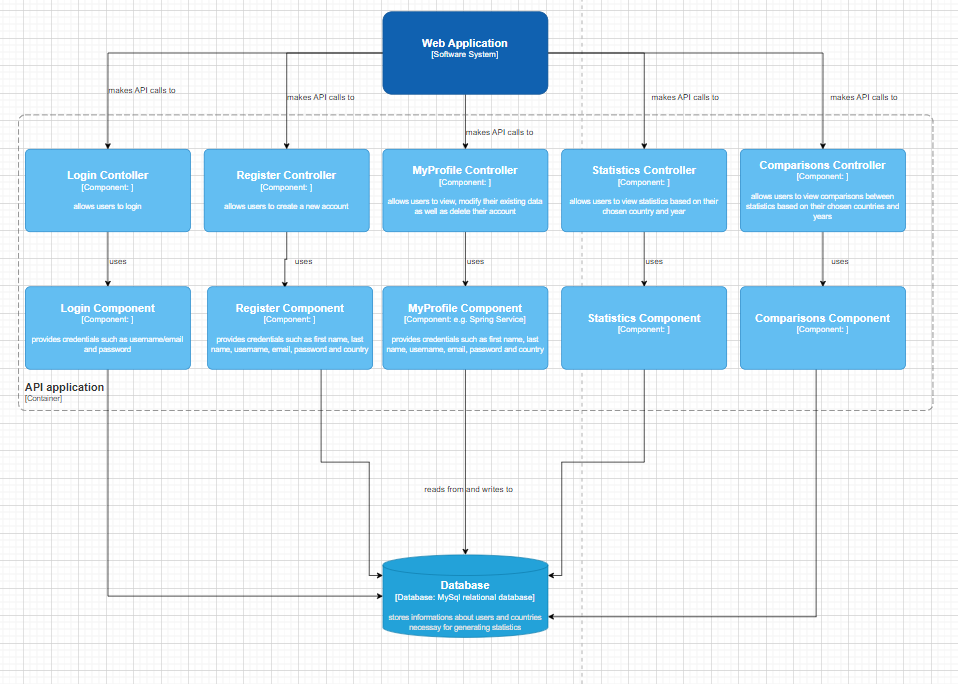 Web Application
[Software System]
makes API calls to
makes API calls to
makes API calls to
makes API calls to
makes API calls to
Login Contoller
[Component: ]
allows users to login
Register Controller
[Component: ]
allows users to create a new account
MyProfile Controller
[Component: ]
allows users to view, modify their existing data
as well as delete their account
Statistics Controller
[Component: ]
allows users to view statistics based on their
chosen country and year
Comparisons Controller
[Component: ]
allows users to view comparisons between
statistics based on their chosen countries and
years
uses
uses
uses
uses
uses
Login Component
[Component: ]
provides credentials such as username/email
and password
Register Component
[Component: ]
provides credentials such as first name, last
name, username, email, password and country
MyProfile Component
[Component: e.g. Spring Service]
provides credentials such as first name, last
name, username, email, password and country
Statistics Component
[Component: ]
Comparisons Component
[Component: ]
API application
[Container]
reads from and writes to
Database
[Database: MySql relational database]
stores informations about users and countries
necessay for generating statistics